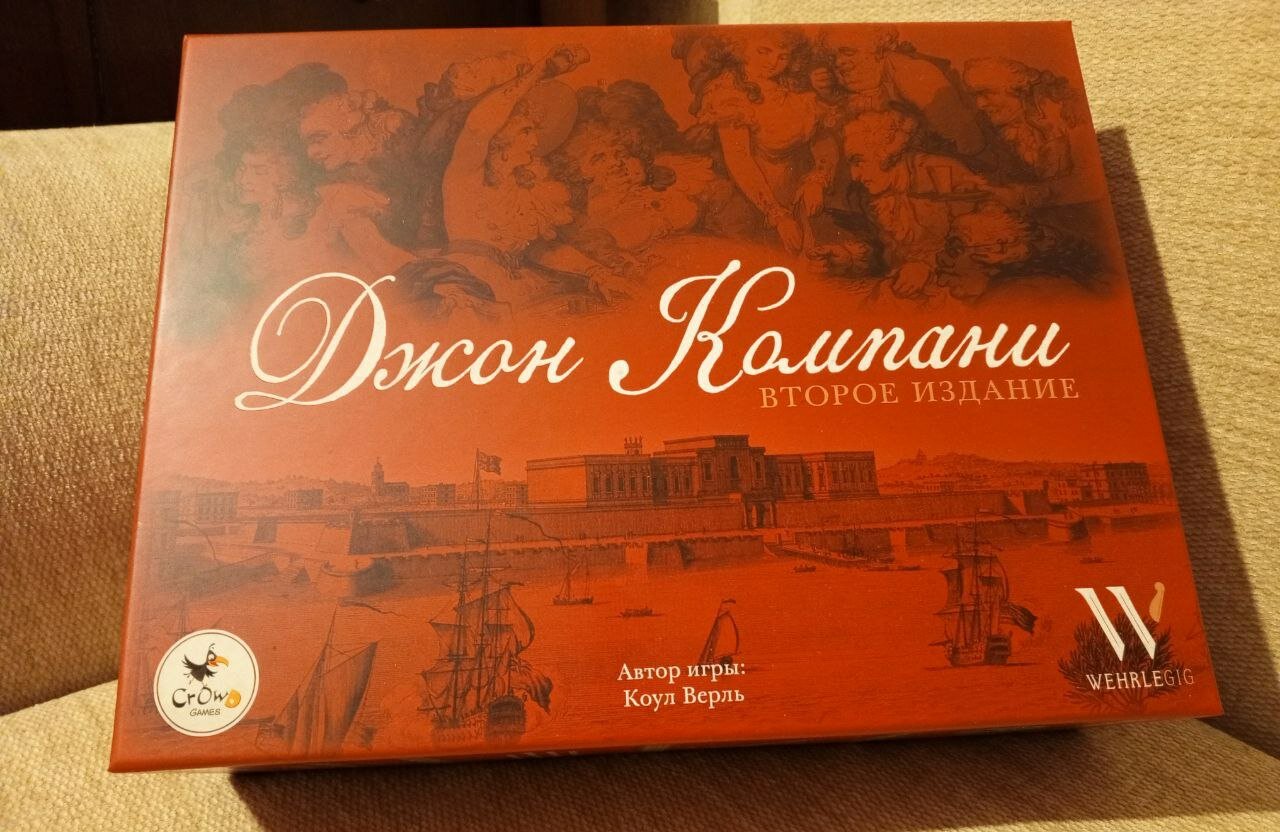 Джон Компани
ВТОРОЕ ИЗДАНИЕ
Автор игры:
Коул Верль
CrOwD
GAMES
W
WEHRLEGIG